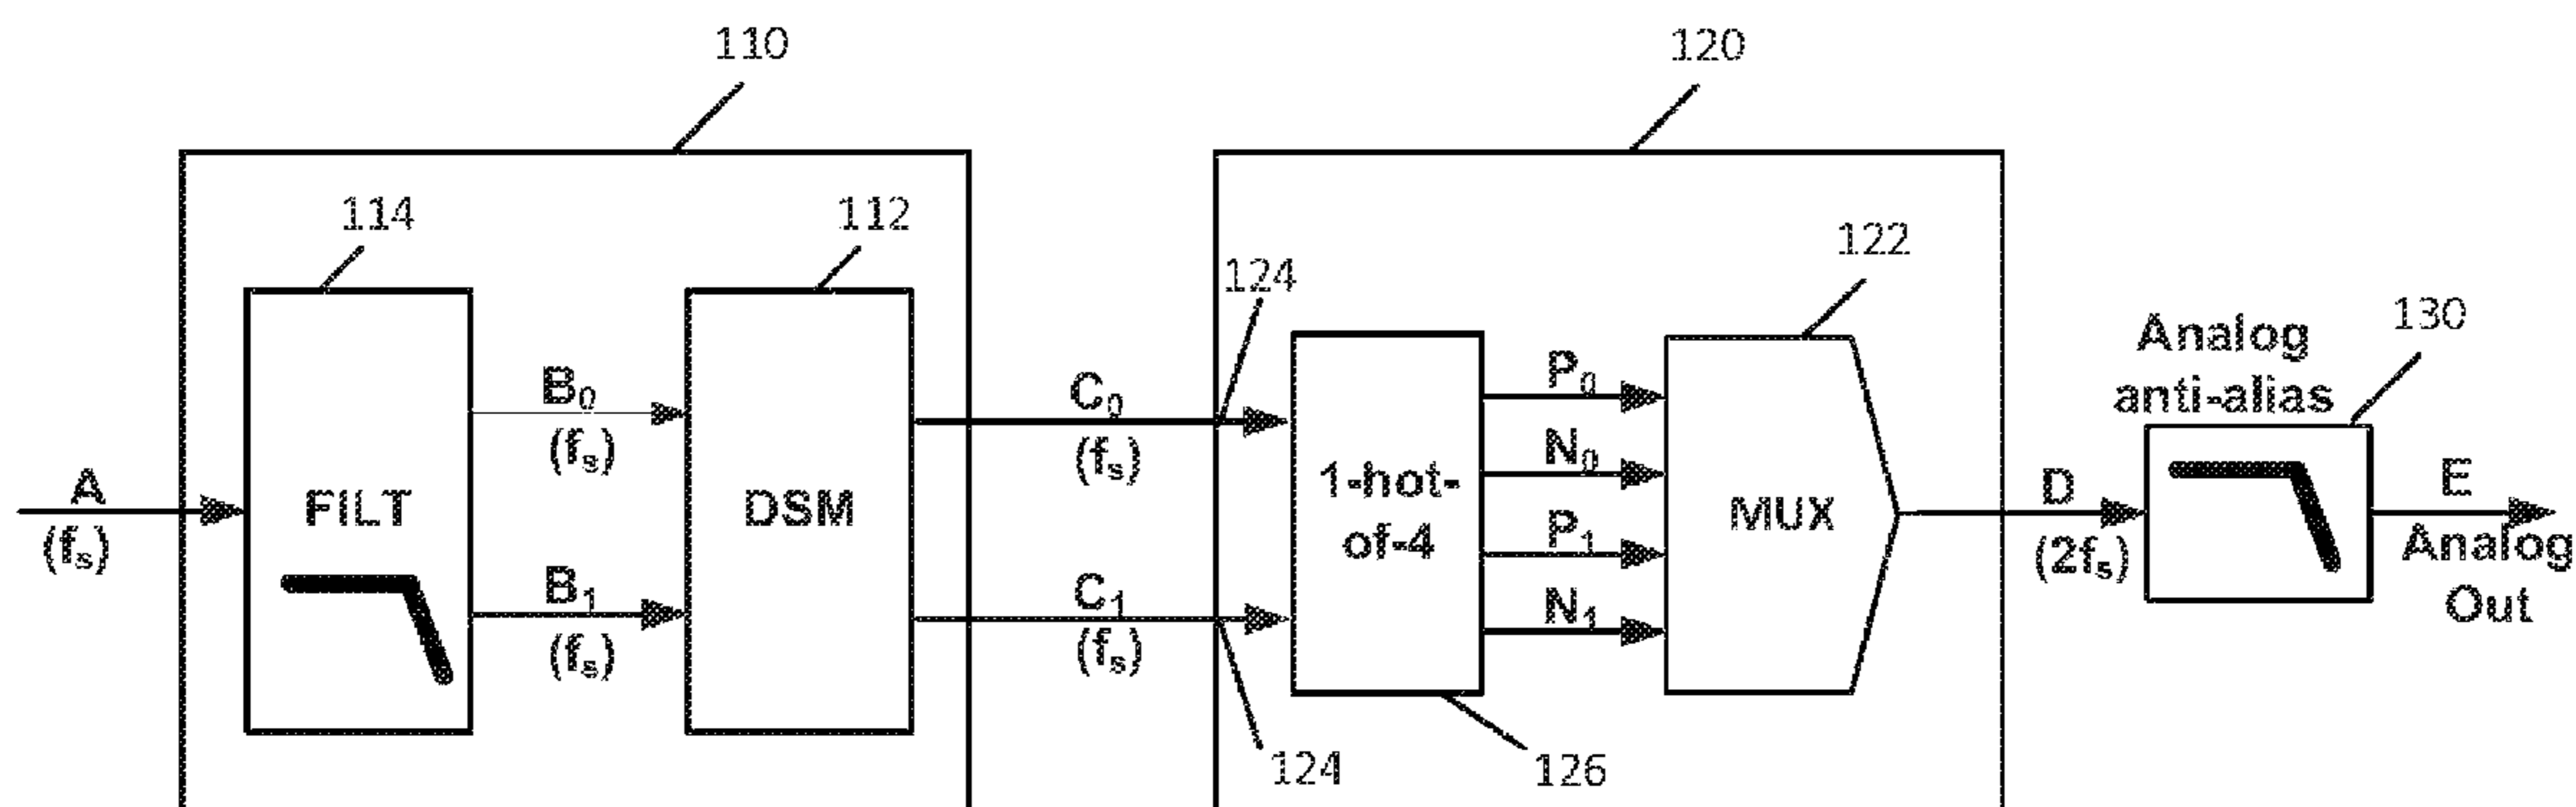 110
120
114
112
124
122
130
Analog
anti-alias
A
(fs)
FILT
B0
(fs)
B1
(fs)
DSM
C0
(fs)
C1
(fs)
124
1-hot-
of-4
126
P0
N0
P1
N1
MUX
D
(2fs)
E
Analog
Out